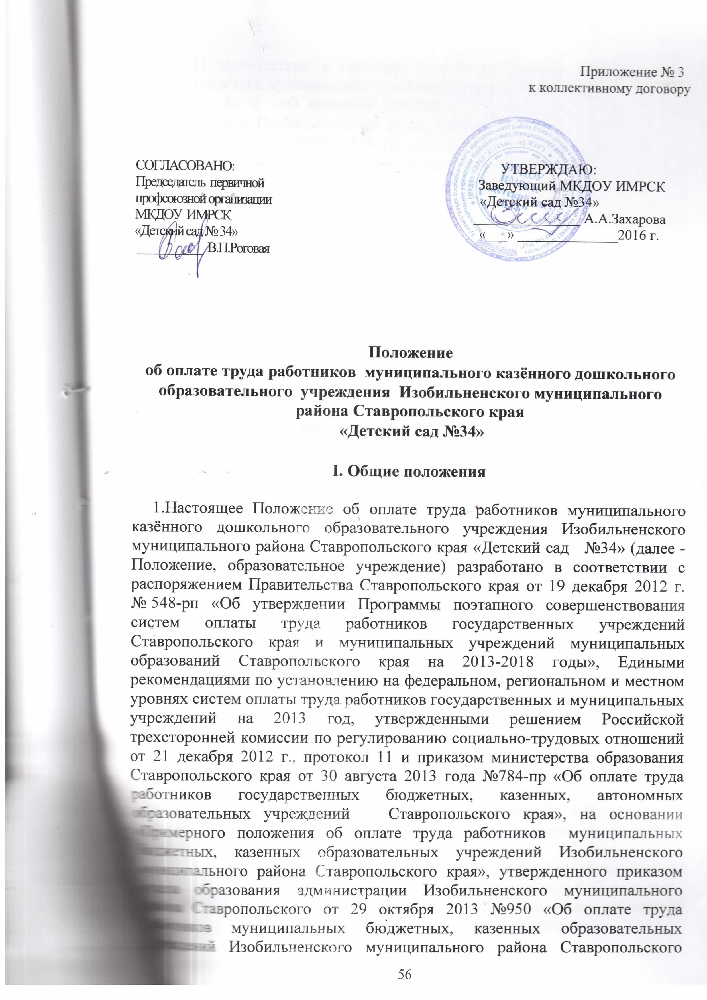 Приложение № 3
к коллективному договору
СОГЛАСОВАНО:
Председатель первичной
профсоюзной организации
МКДОУ ИМРСК
«Детский сад № 34»
____________ В.П.Роговая
УТВЕРЖДАЮ:
Заведующий МКДОУ ИМРСК
«Детский сад №34»
_______________ А.А.Захарова
«___» ______________2016 г.
Положение
об оплате труда работников муниципального казённого дошкольного
образовательного учреждения Изобильненского муниципального
района Ставропольского края
«Детский сад №34»
I. Общие положения
1.Настоящее Положение об оплате труда работников муниципального
казённого дошкольного образовательного учреждения Изобильненского
муниципального района Ставропольского края «Детский сад №34» (далее -
Положение, образовательное учреждение) разработано в соответствии с
распоряжением Правительства Ставропольского края от 19 декабря 2012 г.
№ 548-рп «Об утверждении Программы поэтапного совершенствования
систем оплаты труда работников государственных учреждений
Ставропольского края и муниципальных учреждений муниципальных
образований Ставропольского края на 2013-2018 годы», Едиными
рекомендациями по установлению на федеральном, региональном и местном
уровнях систем оплаты труда работников государственных и муниципальных
учреждений на 2013 год, утвержденными решением Российской
трехсторонней комиссии по регулированию социально-трудовых отношений
от 21 декабря 2012 г., протокол 11 и приказом министерства образования
Ставропольского края от 30 августа 2013 года №784-пр «Об оплате труда
работников государственных бюджетных, казенных, автономных
образовательных учреждений Ставропольского края», на основании
«Примерного положения об оплате труда работников муниципальных
бюджетных, казенных образовательных учреждений Изобильненского
муниципального района Ставропольского края», утвержденного приказом
образования администрации Изобильненского муниципального
Ставропольского от 29 октября 2013 №950 «Об оплате труда
муниципальных бюджетных, казенных образовательных
Изобильненского муниципального района Ставропольского
56